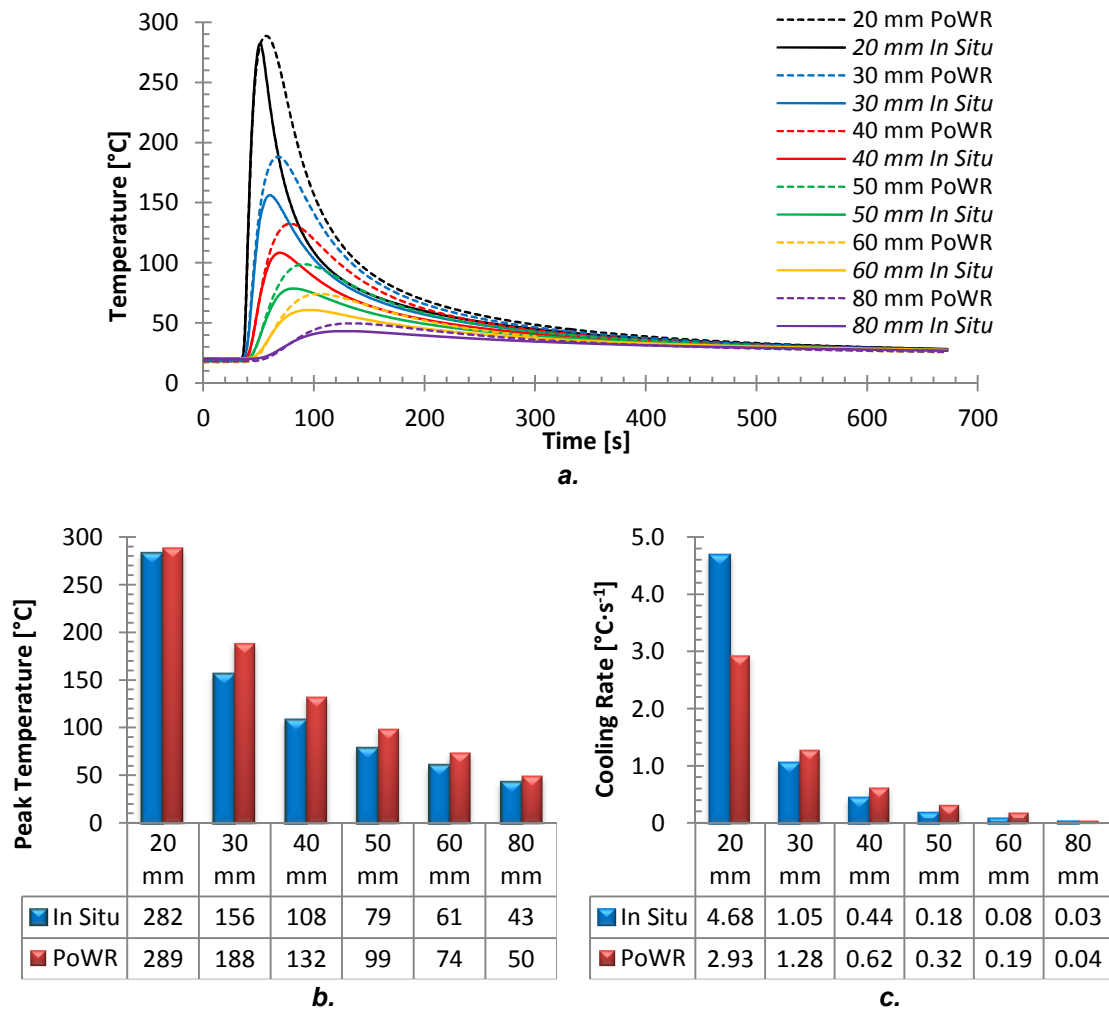 300
250
200
150
100
50
0
Temperature [°C]
0 100 200 300 400 500 600 700
Time [s]
20 mm PoWR
20 mm In Situ
30 mm PoWR
30 mm In Situ
40 mm PoWR
40 mm In Situ
50 mm PoWR
50 mm In Situ
60 mm PoWR
60 mm In Situ
80 mm PoWR
80 mm In Situ
a.
300
250
200
150
100
50
0
Peak Temperature [°C]
20 mm 30 mm 40 mm 50 mm 60 mm 80 mm
In Situ 282 156 108 79 61 43
PoWR 289 188 132 99 74 50
b.
5.0
4.0
3.0
2.0
1.0
0
Cooling Rate [°C·s⁻¹]
20 mm 30 mm 40 mm 50 mm 60 mm 80 mm
In Situ 4.68 1.05 0.44 0.18 0.08 0.03
PoWR 2.93 1.28 0.62 0.32 0.19 0.04
c.